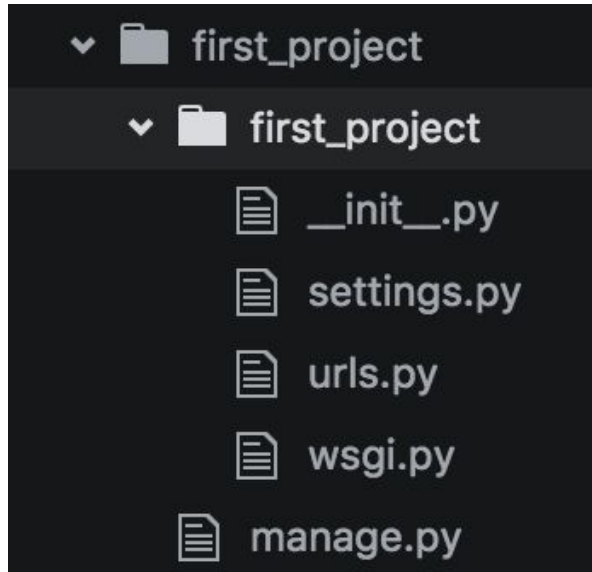 first_project
first_project
__init__.py
settings.py
urls.py
wsgi.py
manage.py